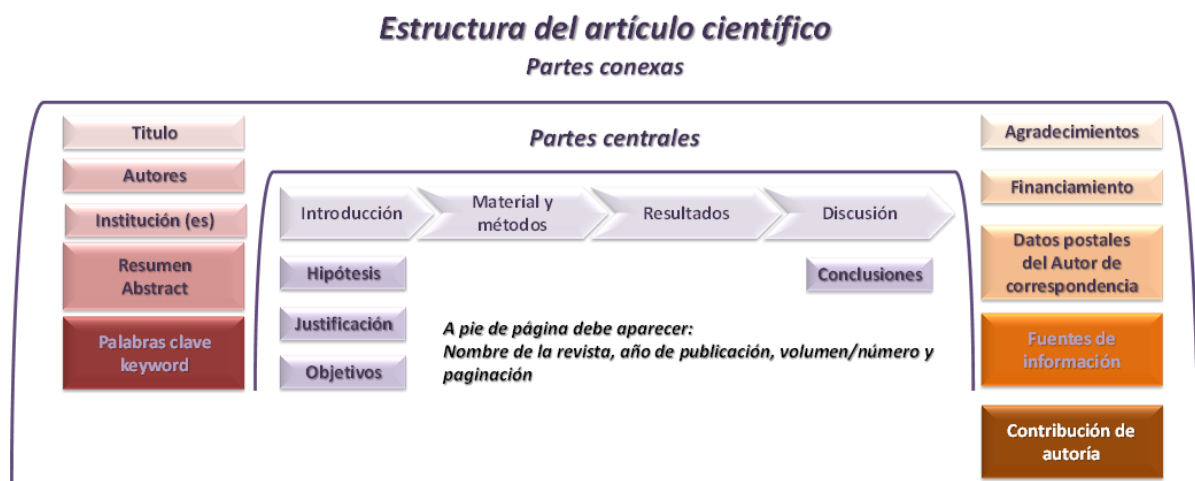 Estructura del artículo científico
Partes conexas
Titulo
Autores
Institución (es)
Resumen
Abstract
Palabras clave
keyword
Partes centrales
Introducción
Material y
métodos
Resultados
Discusión
Hipótesis
Justificación
Objetivos
Conclusiones
A pie de página debe aparecer:
Nombre de la revista, año de publicación, volumen/número y
paginación
Agradecimientos
Financiamiento
Datos postales
del Autor de
correspondencia
Fuentes de
información
Contribución de
autoría